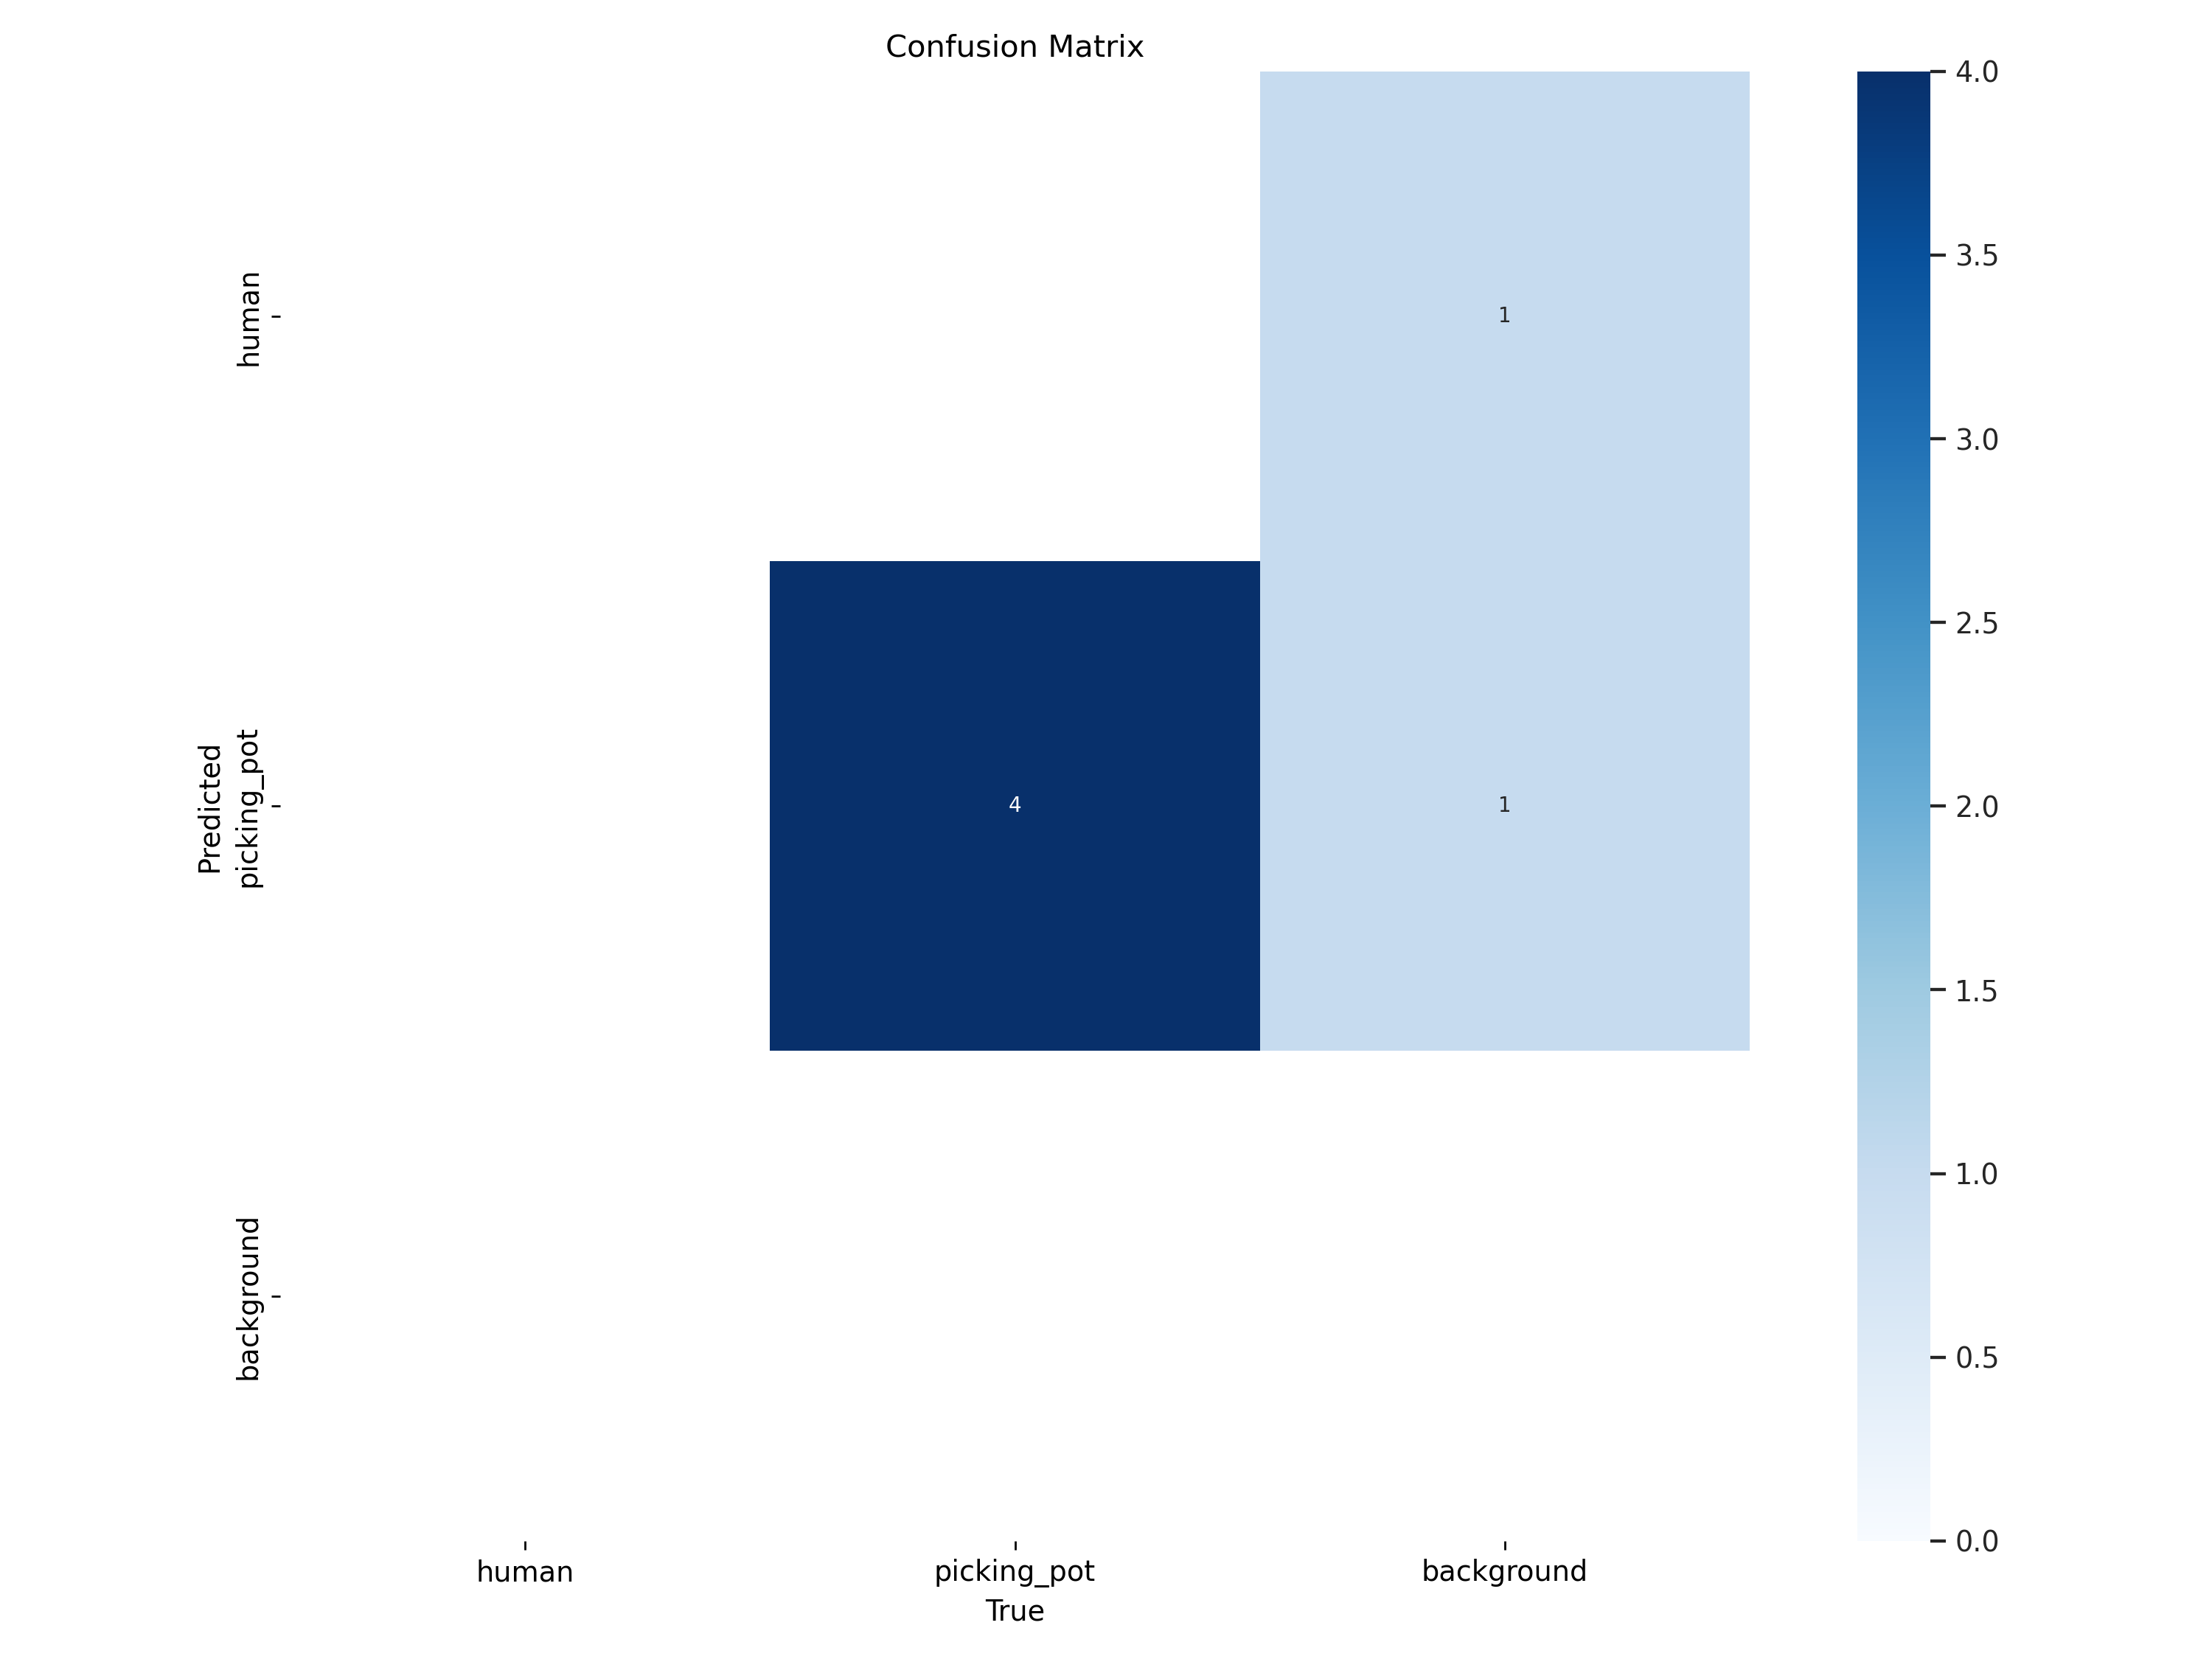 Confusion Matrix
human
picking_pot
background
Predicted
1
4
1
human
picking_pot
background
True
4.0
3.5
3.0
2.5
2.0
1.5
1.0
0.5
0.0